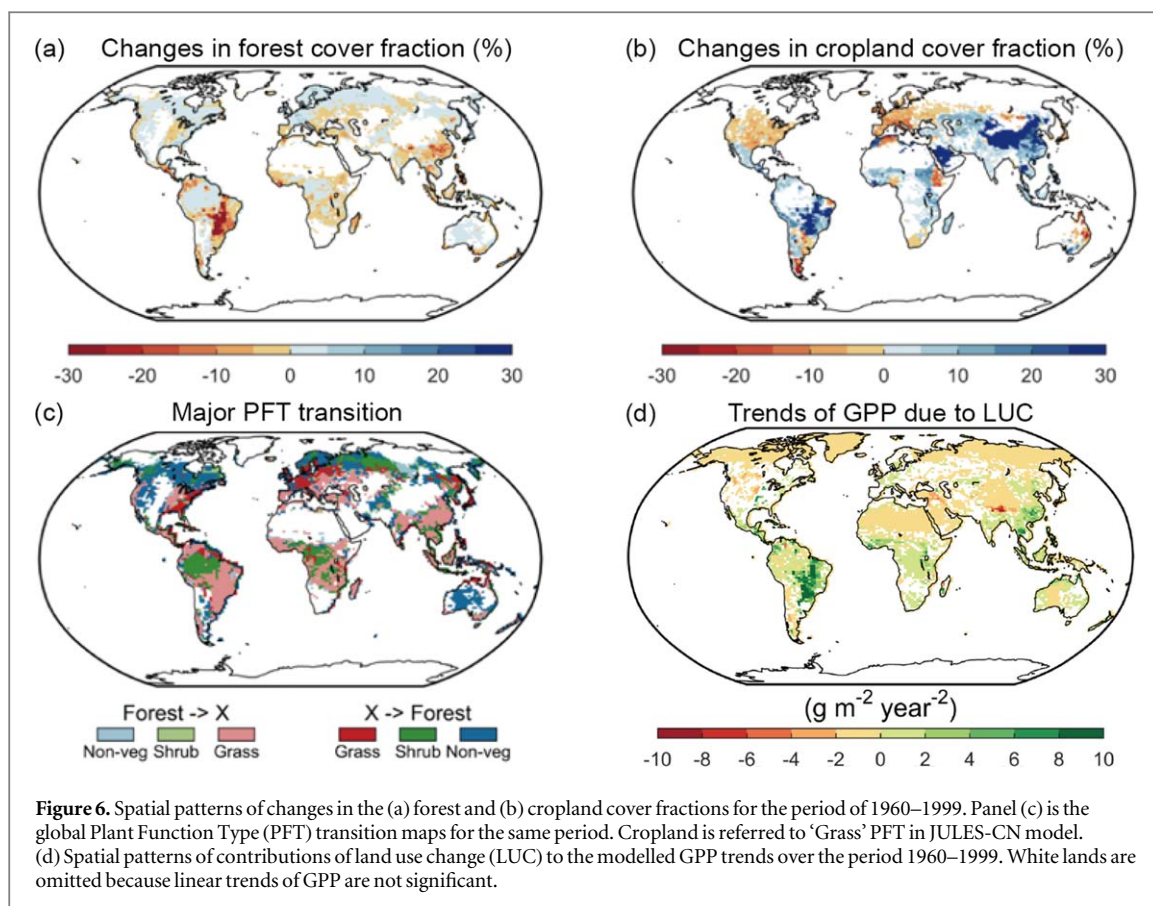 (a) Changes in forest cover fraction (%)
(b) Changes in cropland cover fraction (%)
-30 -20 -10 0 10 20 30
-30 -20 -10 0 10 20 30
(c) Major PFT transition
(d) Trends of GPP due to LUC
Forest -> X
X -> Forest
Non-veg Shrub Grass
Grass Shrub Non-veg
(g m⁻² year⁻²)
-10 -8 -6 -4 -2 0 2 4 6 8 10
Figure 6. Spatial patterns of changes in the (a) forest and (b) cropland cover fractions for the period of 1960–1999. Panel (c) is the
global Plant Function Type (PFT) transition maps for the same period. Cropland is referred to ‘Grass’ PFT in JULES-CN model.
(d) Spatial patterns of contributions of land use change (LUC) to the modelled GPP trends over the period 1960–1999. White lands are
omitted because linear trends of GPP are not significant.